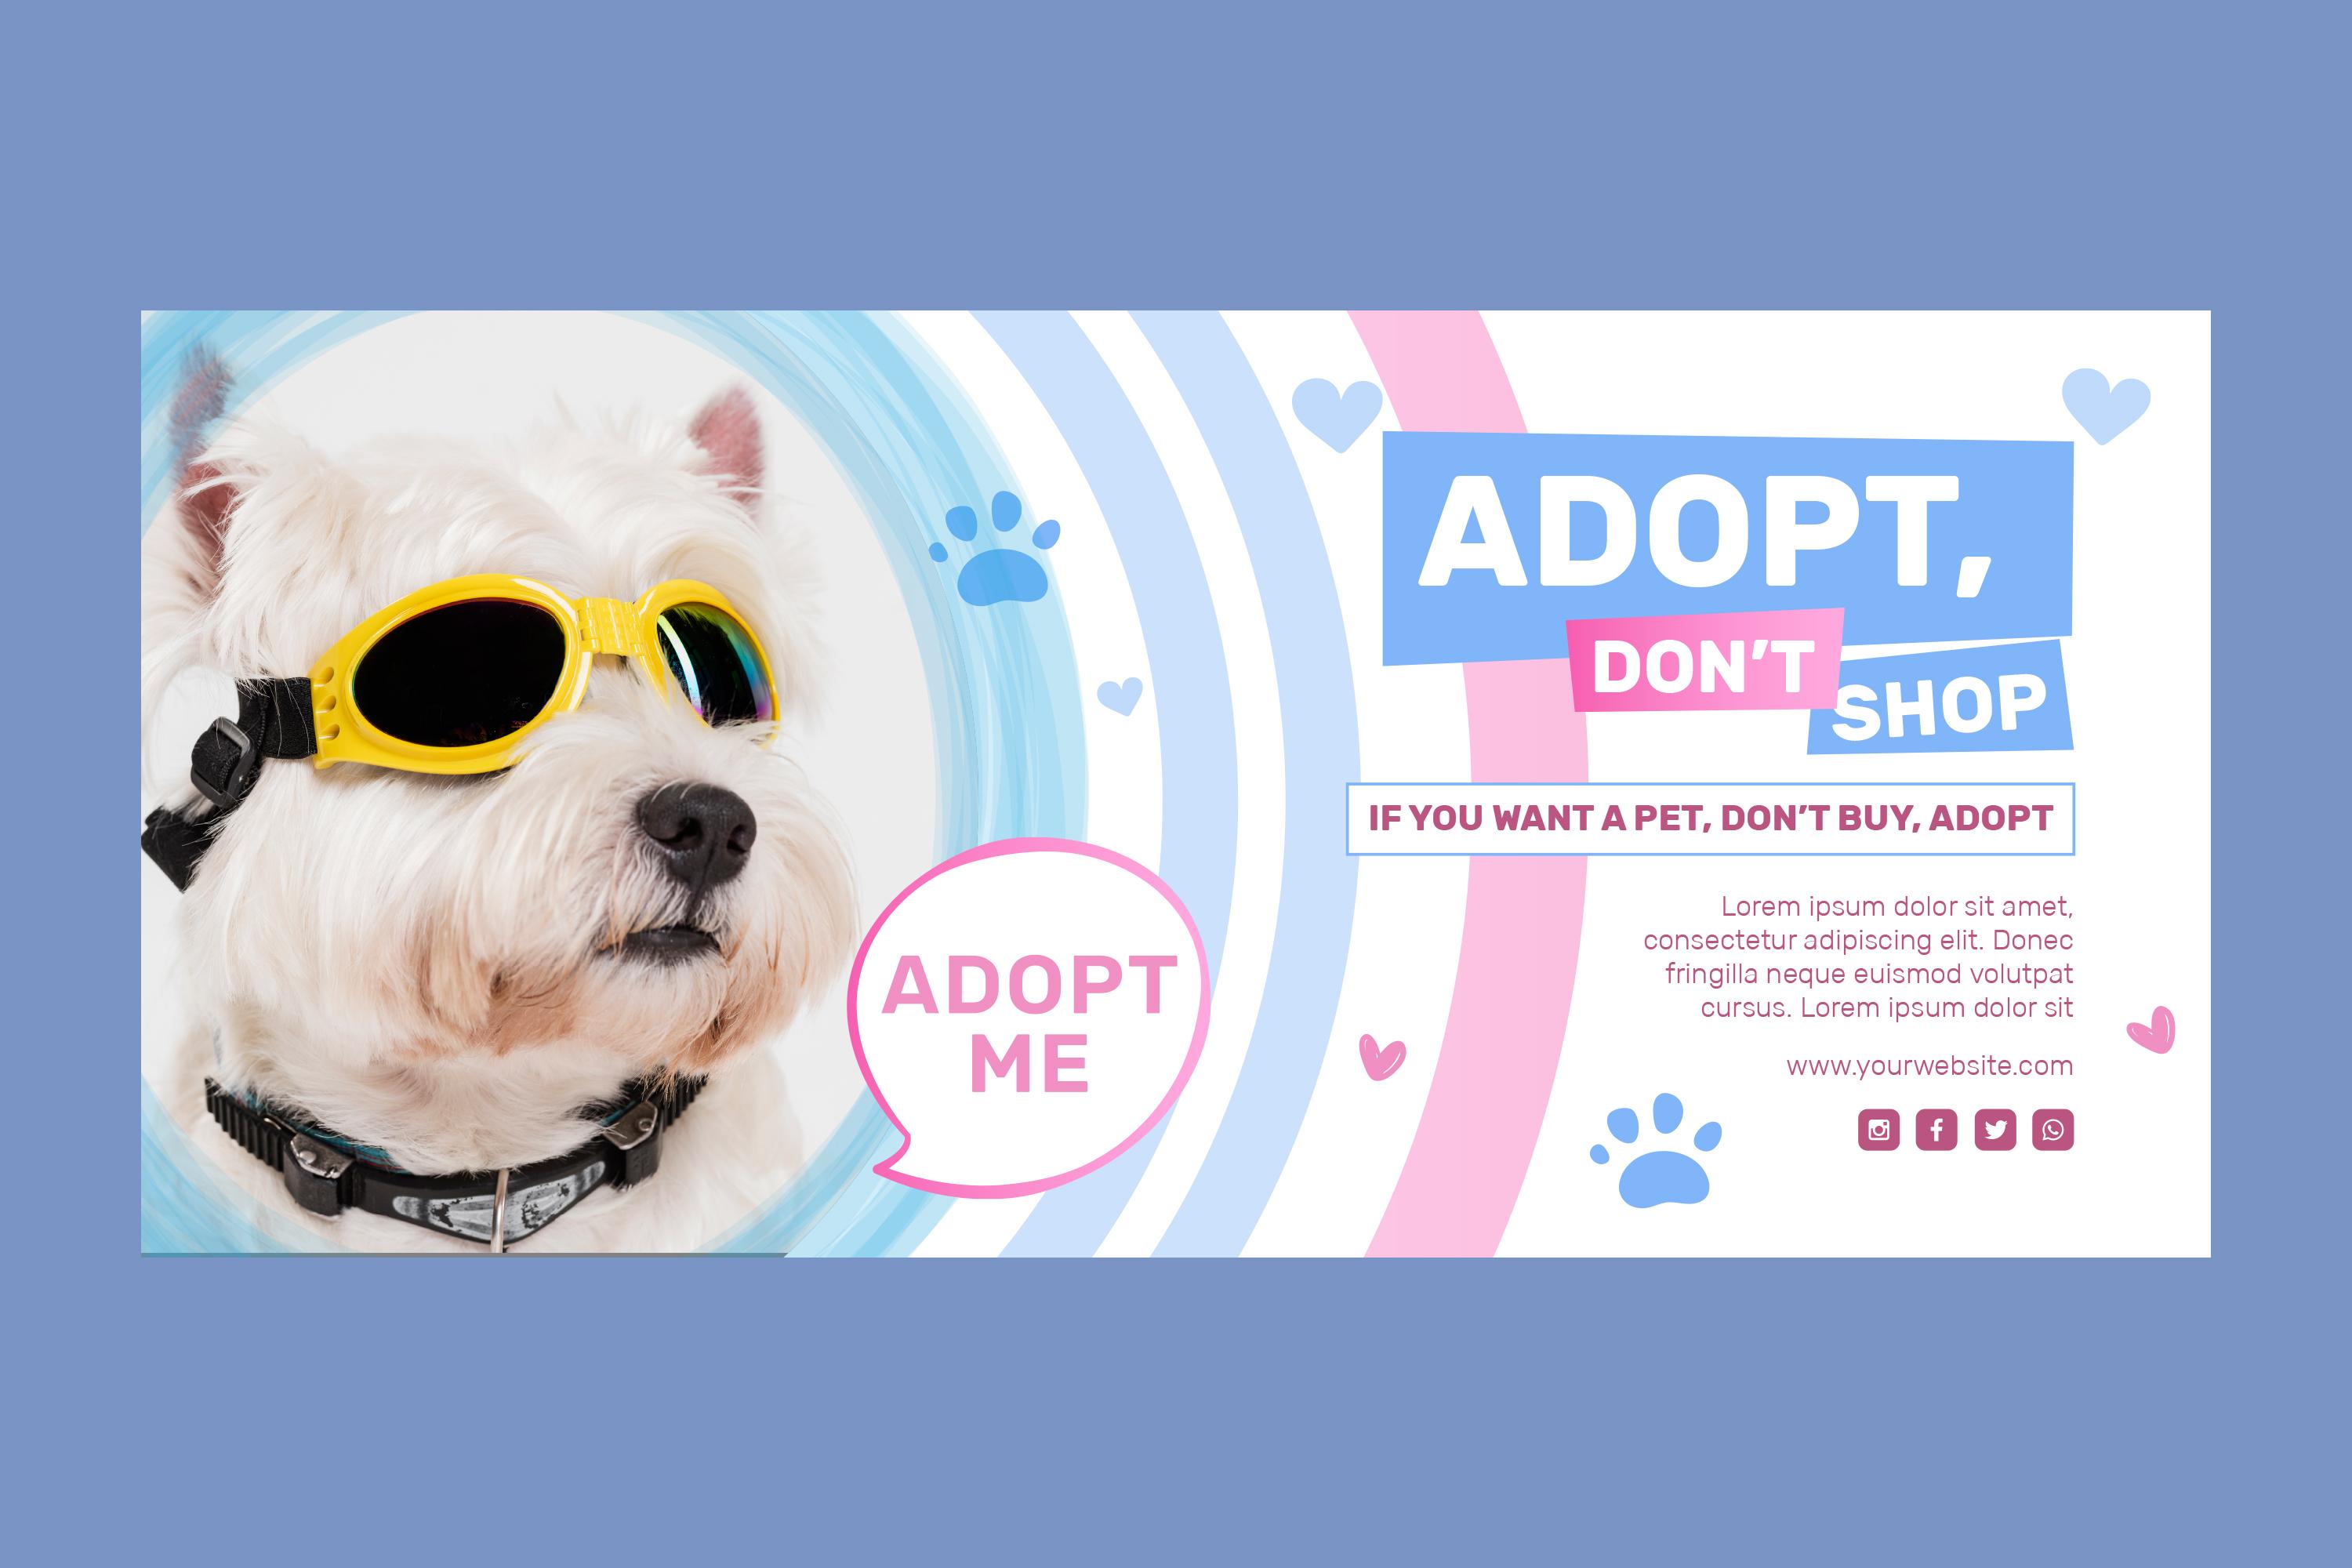 ADOPT,
DON'T
SHOP
IF YOU WANT A PET, DON'T BUY, ADOPT
ADOPT
ME
Lorem ipsum dolor sit amet,
consectetur adipiscing elit. Donec
fringilla neque euismod volutpat
cursus. Lorem ipsum dolor sit
www.yourwebsite.com